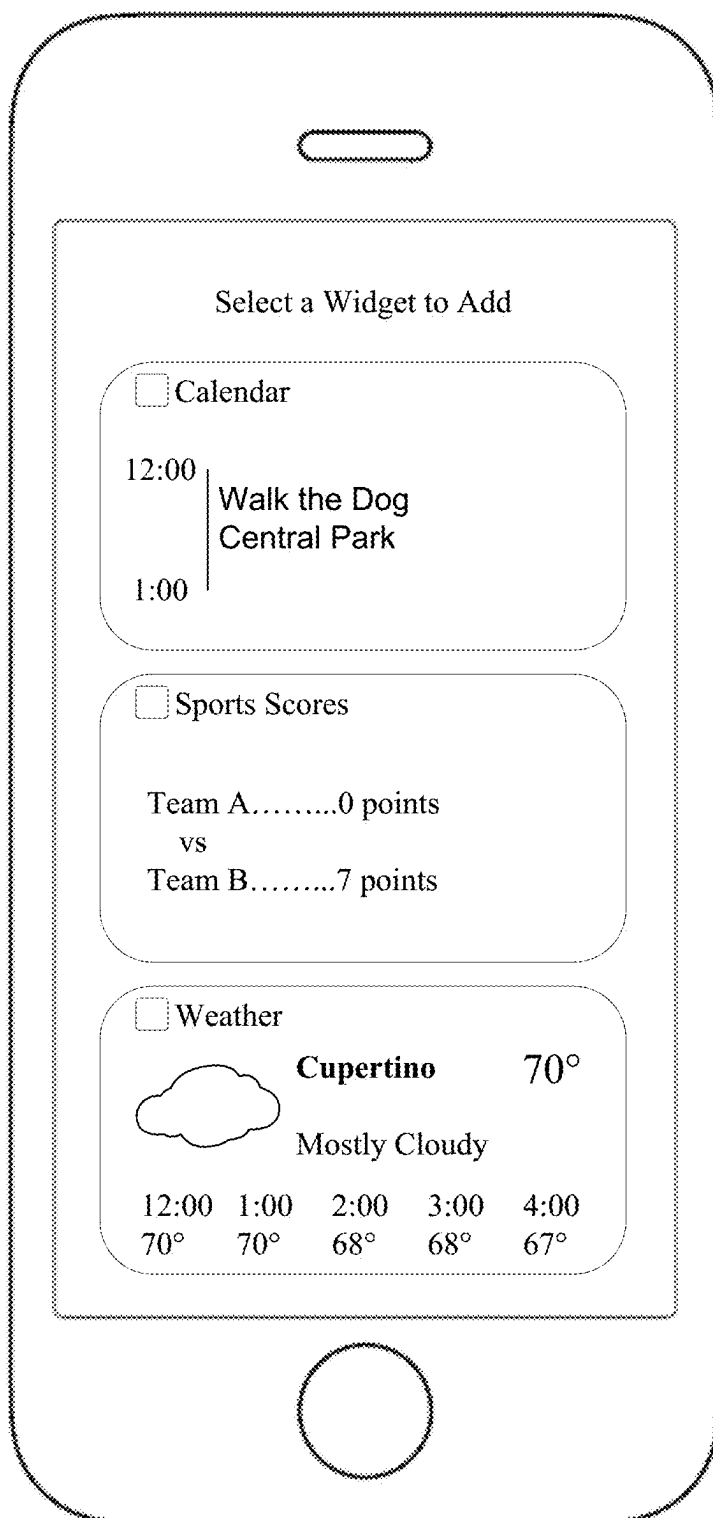 Select a Widget to Add
Calendar
12:00
Walk the Dog
Central Park
1:00
Sports Scores
Team A……...0 points
vs
Team B……...7 points
Weather
Cupertino 70°
Mostly Cloudy
12:00 1:00 2:00 3:00 4:00
70° 70° 68° 68° 67°